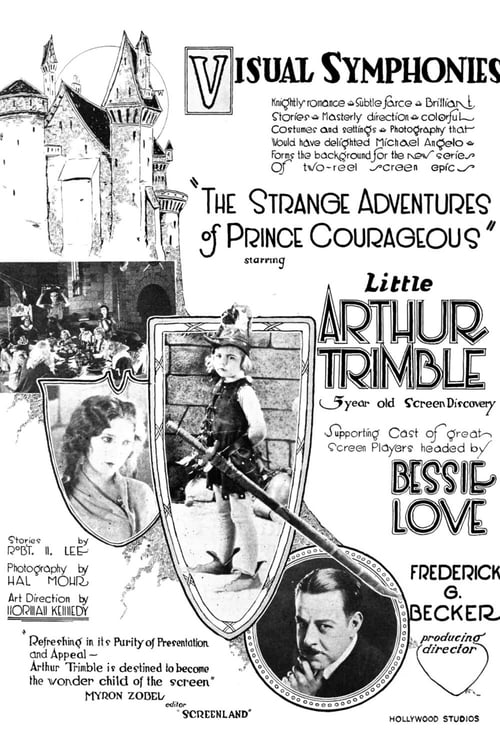 VISUAL SYMPHONIES
Knightly romance Subtle farce Brilliant
Stories Masterly direction colorful
Costumes and settings Photography that
Would have delighted Michael Angelo
Forms the background for the new series
Of two-reel screen epics
"THE STRANGE ADVENTURES
of PRINCE COURAGEOUS"
starring
Little
ARTHUR
TRIMBLE
5 year old Screen Discovery
Supporting Cast of great
Screen Players headed by
BESSIE
LOVE
Stories by
ROBT. H. LEE
Photography by
HAL MOHR
Art Direction by
NORMAN KENNEDY
FREDERICK
G.
BECKER
producing
director
"Refreshing in its Purity of Presentation
and Appeal—
Arthur Trimble is destined to become
the wonder child of the screen"
MYRON ZOBEL
editor
"SCREENLAND"
HOLLYWOOD STUDIOS